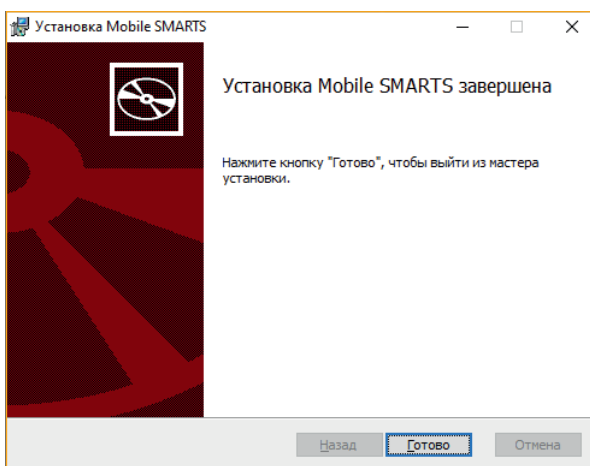 Установка Mobile SMARTS
Установка Mobile SMARTS завершена
Нажмите кнопку "Готово", чтобы выйти из мастера
установки.
Назад Готово Отмена